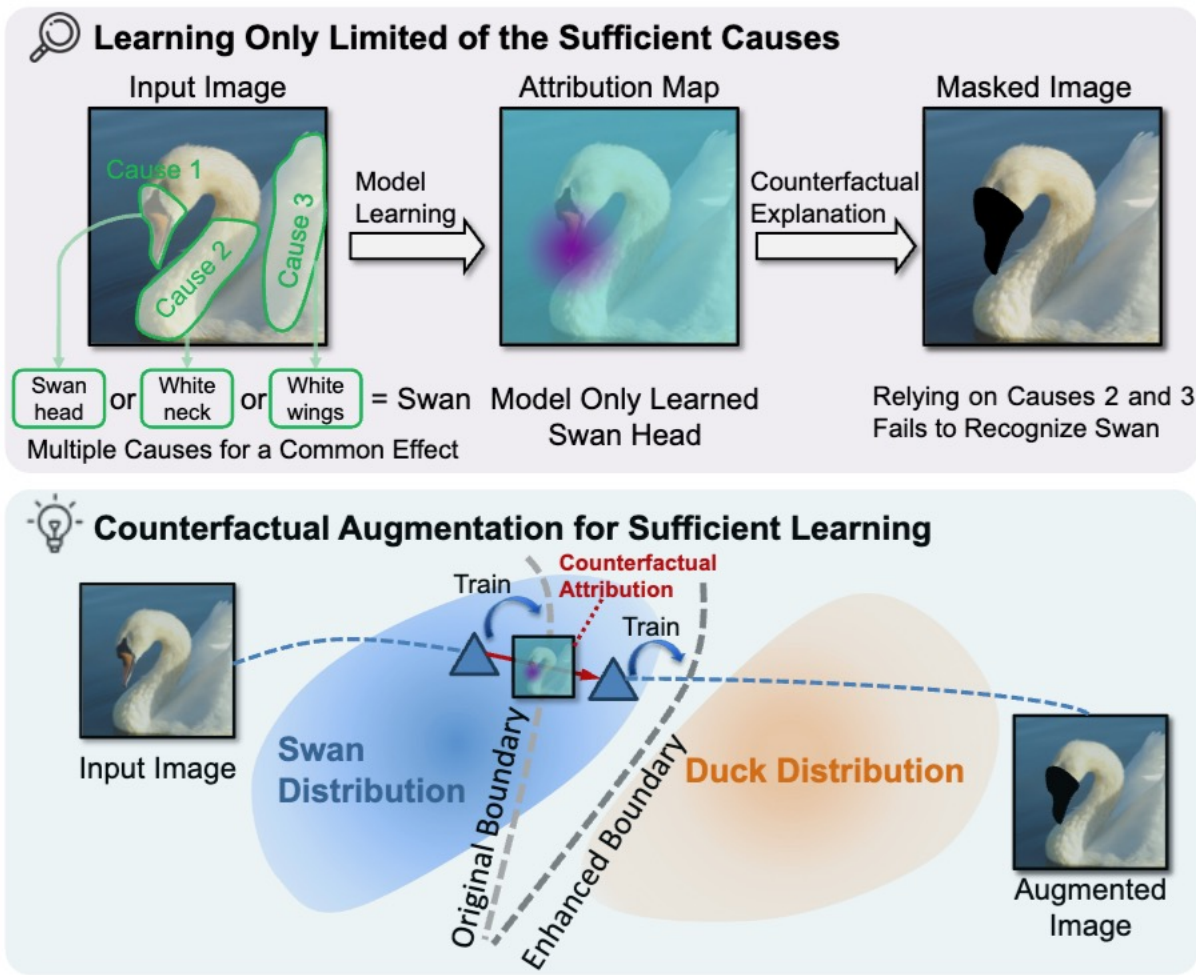 Learning Only Limited of the Sufficient Causes
Input Image
Attribution Map
Masked Image
Cause 1
Cause 2
Cause 3
Model
Learning
Counterfactual
Explanation
Swan
head
or
White
neck
or
White
wings
= Swan
Multiple Causes for a Common Effect
Model Only Learned
Swan Head
Relying on Causes 2 and 3
Fails to Recognize Swan
Counterfactual Augmentation for Sufficient Learning
Input Image
Train
Counterfactual
Attribution
Train
Swan
Distribution
Original Boundary
Enhanced Boundary
Duck Distribution
Augmented
Image